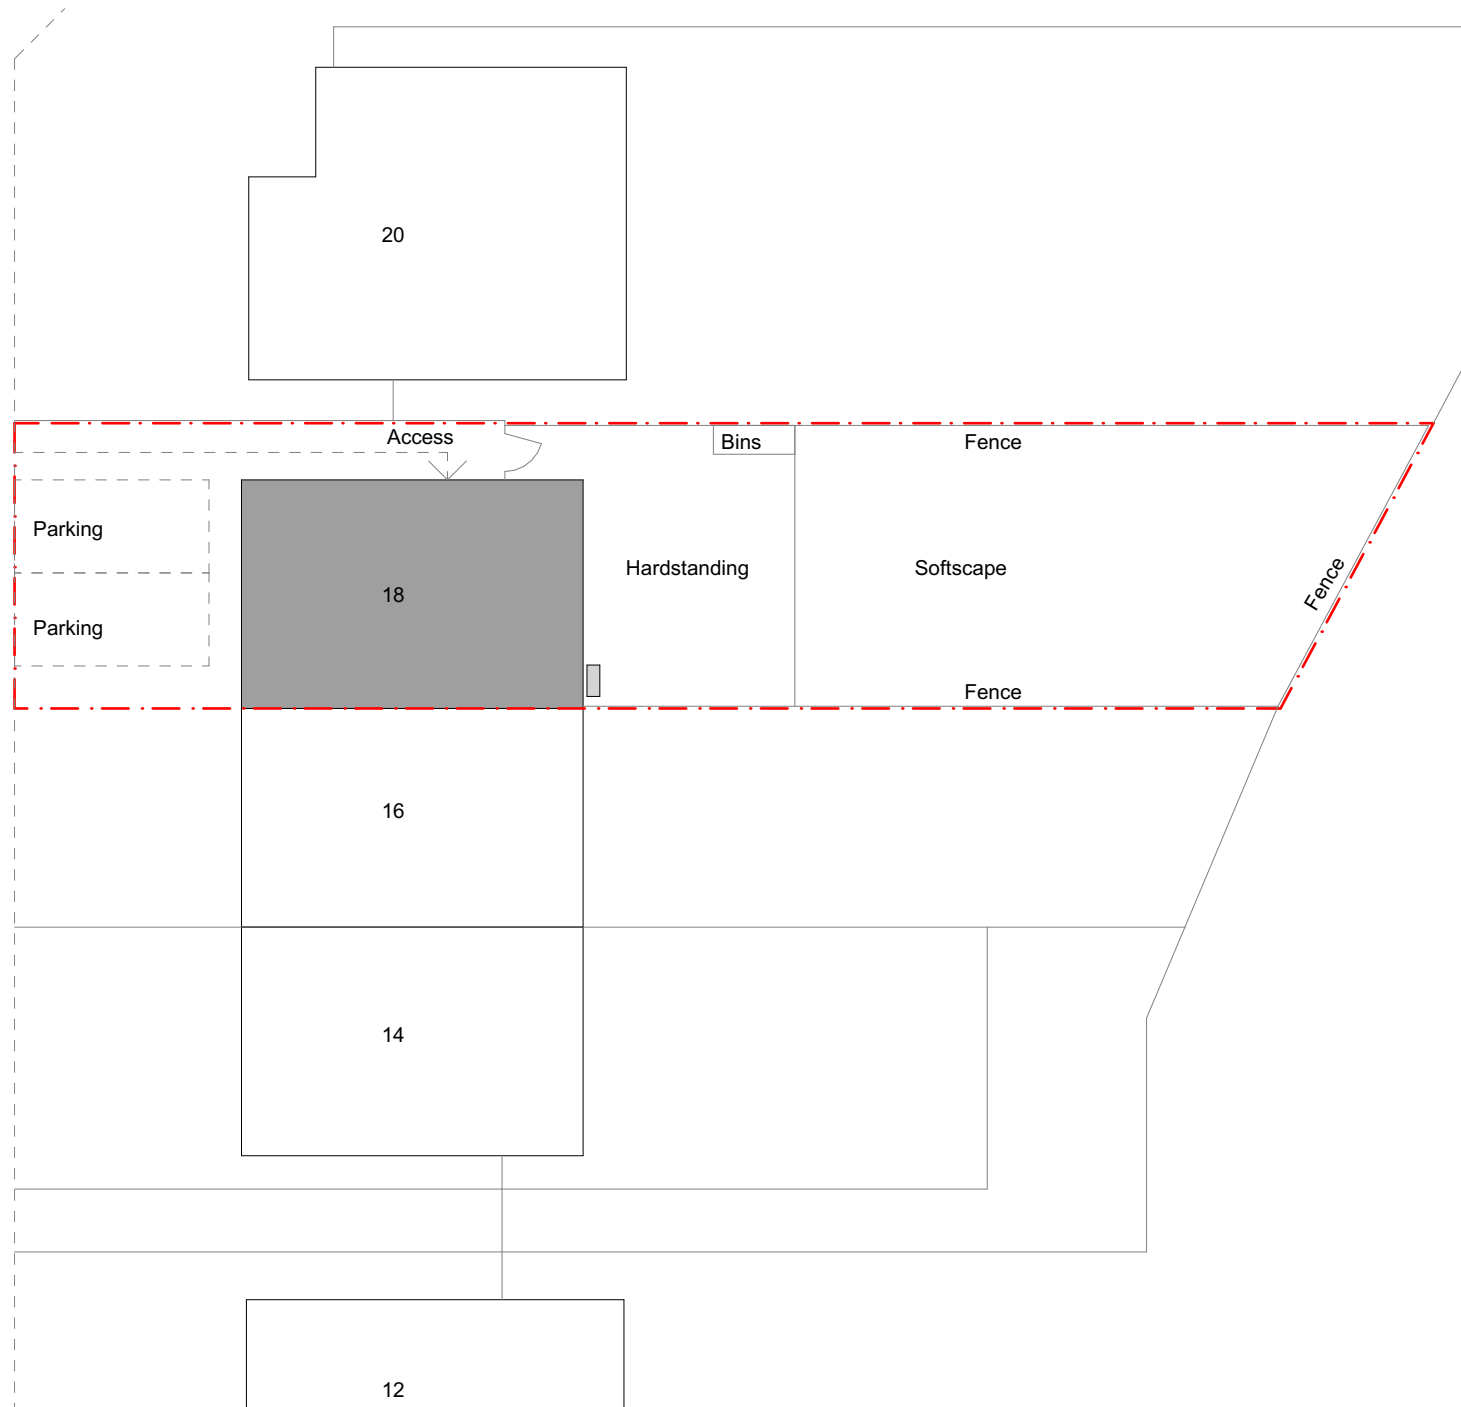 20
Access
Bins
Fence
Parking
Hardstanding
Softscape
Fence
18
Parking
Fence
16
14
12